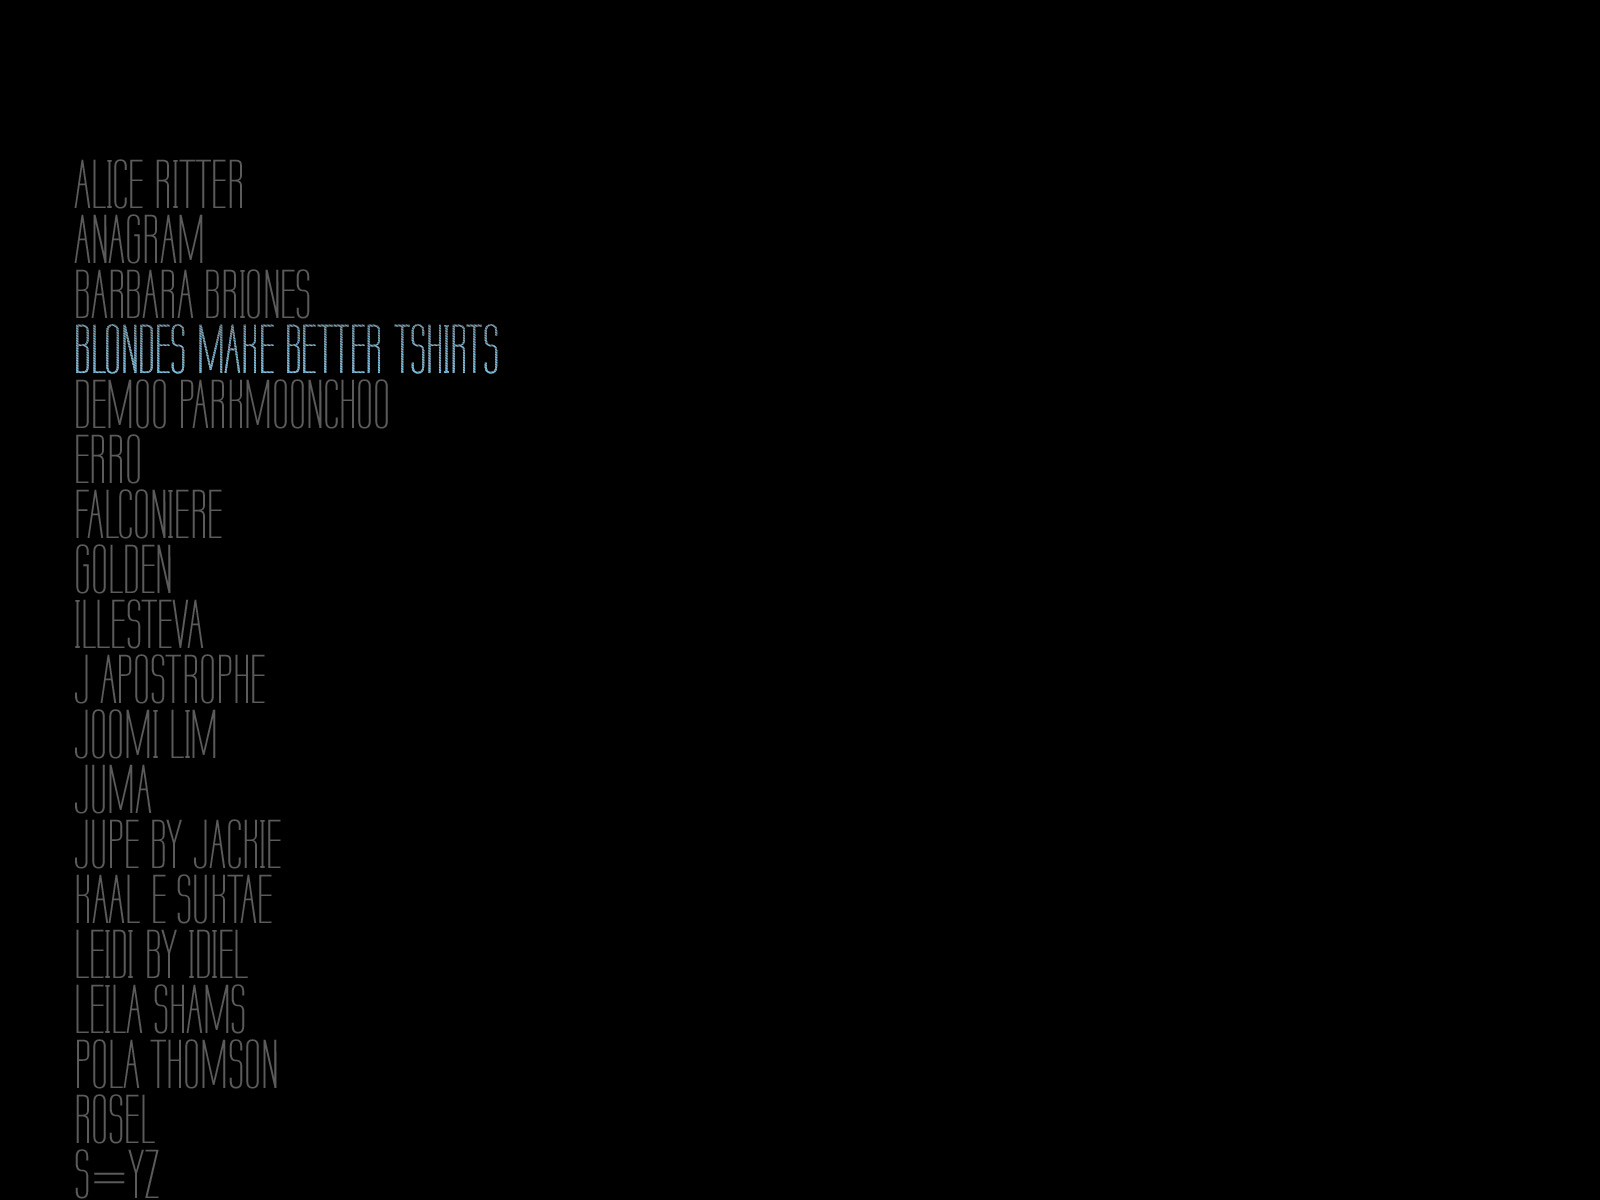 ALICE RITTER
ANAGRAM
BARBARA BRIONES
BLONDES MAKE BETTER TSHIRTS
DEMOO PARKMOONCHOO
ERRO
FALCONIERE
GOLDEN
ILLESTEVA
J APOSTROPHE
JOOMI LIM
JUMA
JUPE BY JACKIE
KAAL E SUKTAE
LEIDI BY IDIEL
LEILA SHAMS
POLA THOMSON
ROSEL
S=YZ